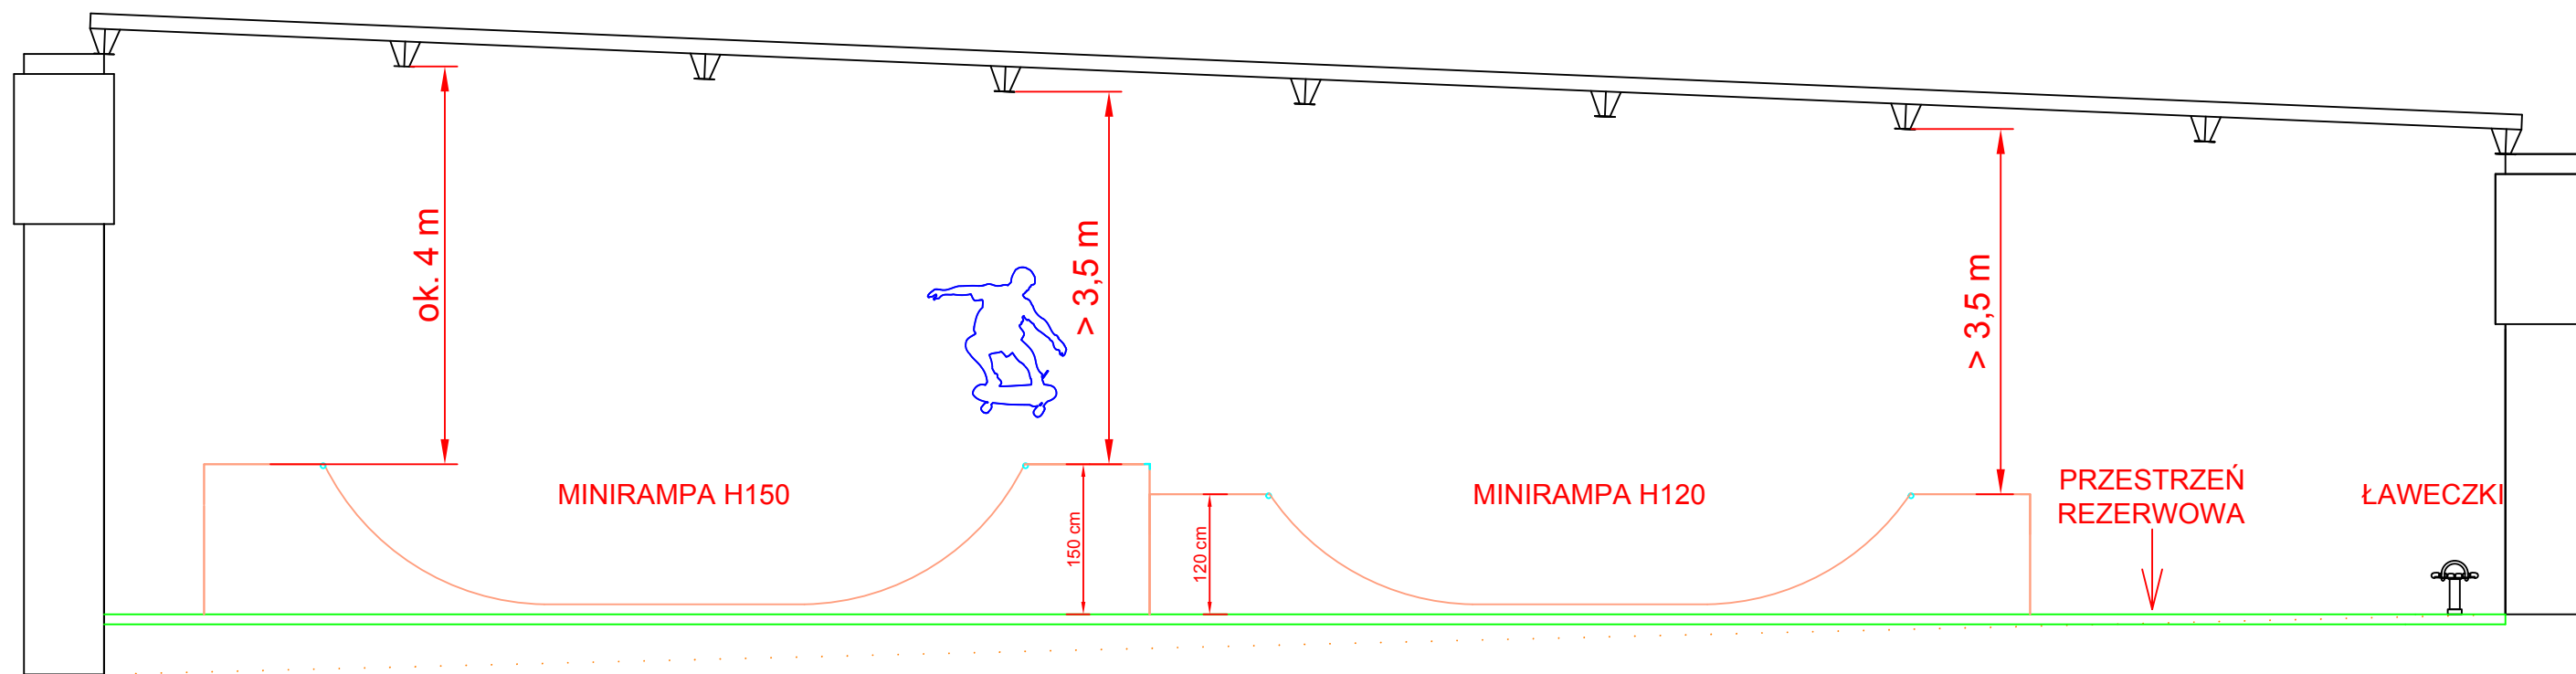 ok. 4 m
> 3,5 m
> 3,5 m
MINIRAMPA H150
150 cm
120 cm
MINIRAMPA H120
PRZESTRZEŃ
REZERWOWA
ŁAWECZKI